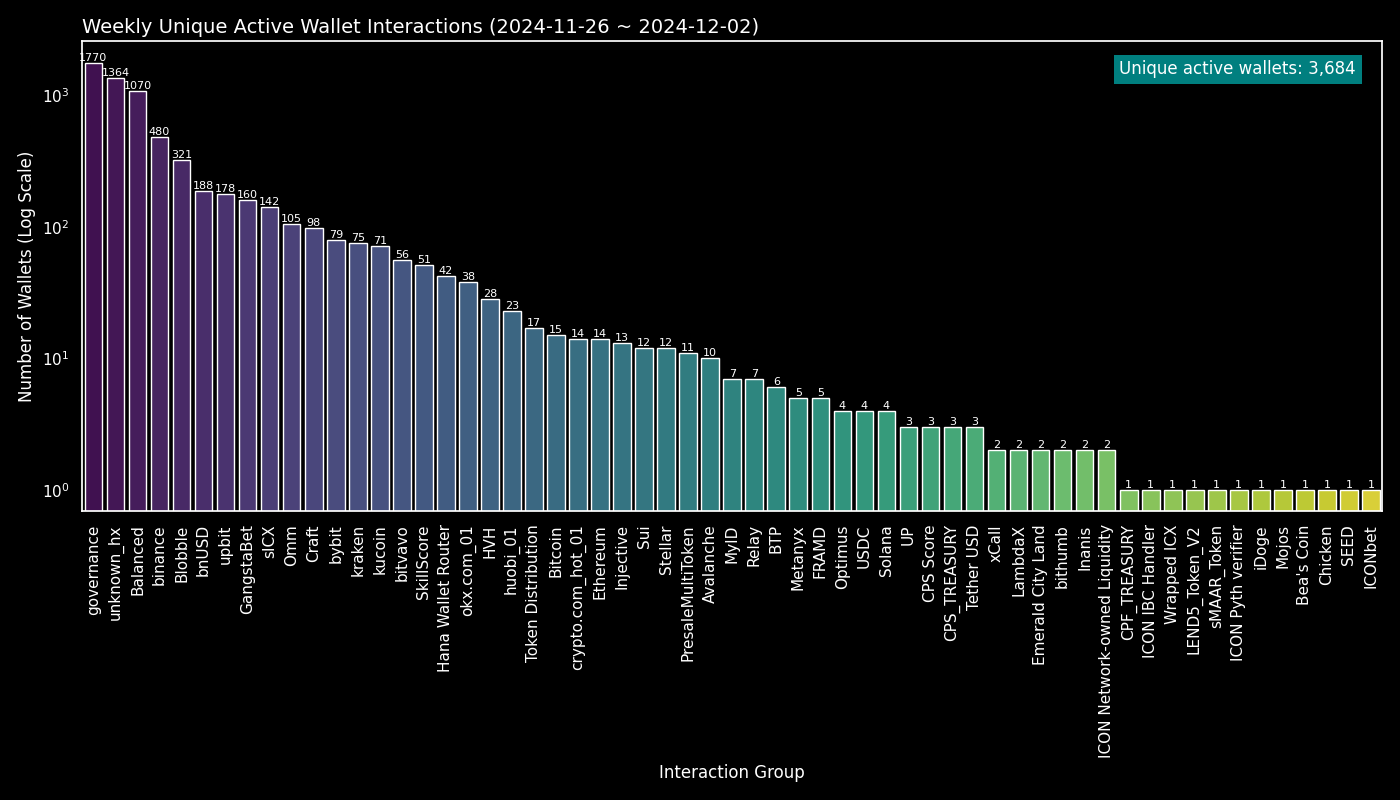 Weekly Unique Active Wallet Interactions (2024-11-26 ~ 2024-12-02)
Unique active wallets: 3,684
Number of Wallets (Log Scale)
10³
10²
10¹
10⁰
1770
1364
1070
480
321
188
178
160
142
105
98
79
75
71
56
51
42
38
28
23
17
15
14
14
13
12
12
11
10
7
7
6
5
5
4
4
4
3
3
3
3
2
2
2
2
2
2
1
1
1
1
1
1
1
1
1
1
1
1
governance
unknown_hx
Balanced
binance
Blobble
bnUSD
upbit
GangstaBet
sICX
Omm
Craft
bybit
kraken
kucoin
bitvavo
SkillScore
Hana Wallet Router
okx.com_01
HVH
huobi_01
Token Distribution
Bitcoin
crypto.com_hot_01
Ethereum
Injective
Sui
Stellar
PresaleMultiToken
Avalanche
MyID
Relay
BTP
Metanyx
FRAMD
Optimus
USDC
Solana
UP
CPS Score
CPS_TREASURY
Tether USD
xCall
LambdaX
Emerald City Land
bithumb
Inanis
ICON Network-owned Liquidity
CPF_TREASURY
ICON IBC Handler
Wrapped ICX
LEND5_Token_V2
sMAAR_Token
ICON Pyth verifier
iDoge
Mojos
Bea's Coin
Chicken
SEED
ICONbet
Interaction Group